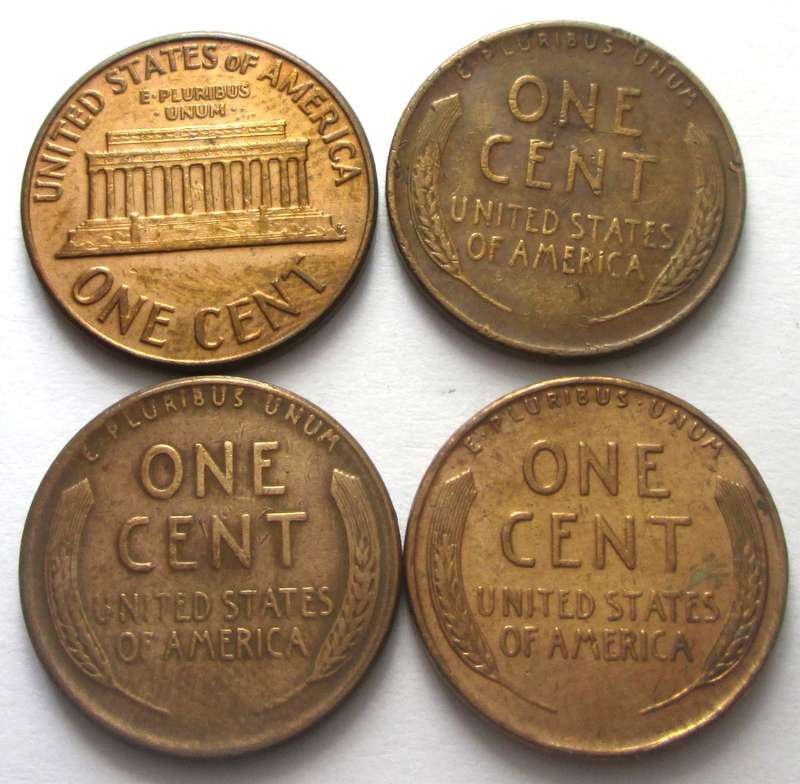 UNITED STATES OF AMERICA
E·PLURIBUS
·UNUM·
ONE CENT
E·PLURIBUS·UNUM
ONE
CENT
UNITED STATES
OF AMERICA
E·PLURIBUS·UNUM
ONE
CENT
UNITED STATES
OF AMERICA
E·PLURIBUS·UNUM
ONE
CENT
UNITED STATES
OF AMERICA